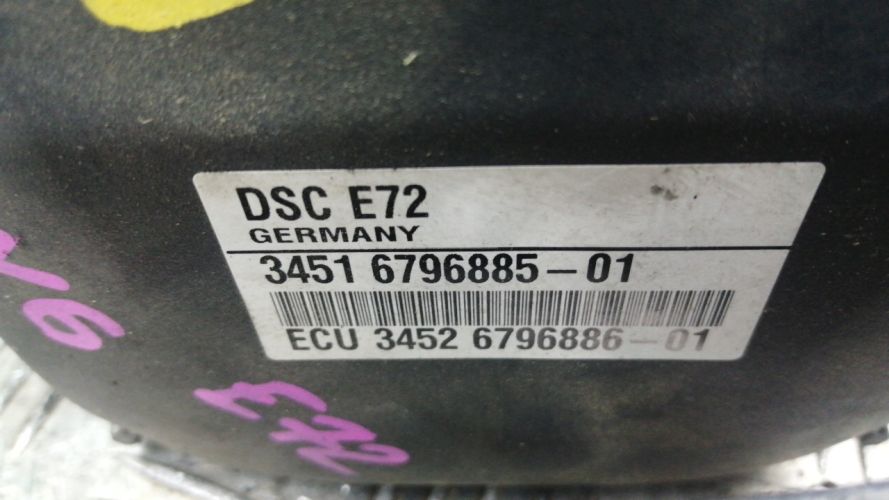 DSC E72
GERMANY
3451 6796885-01
ECU 3452 6796886-01
E72